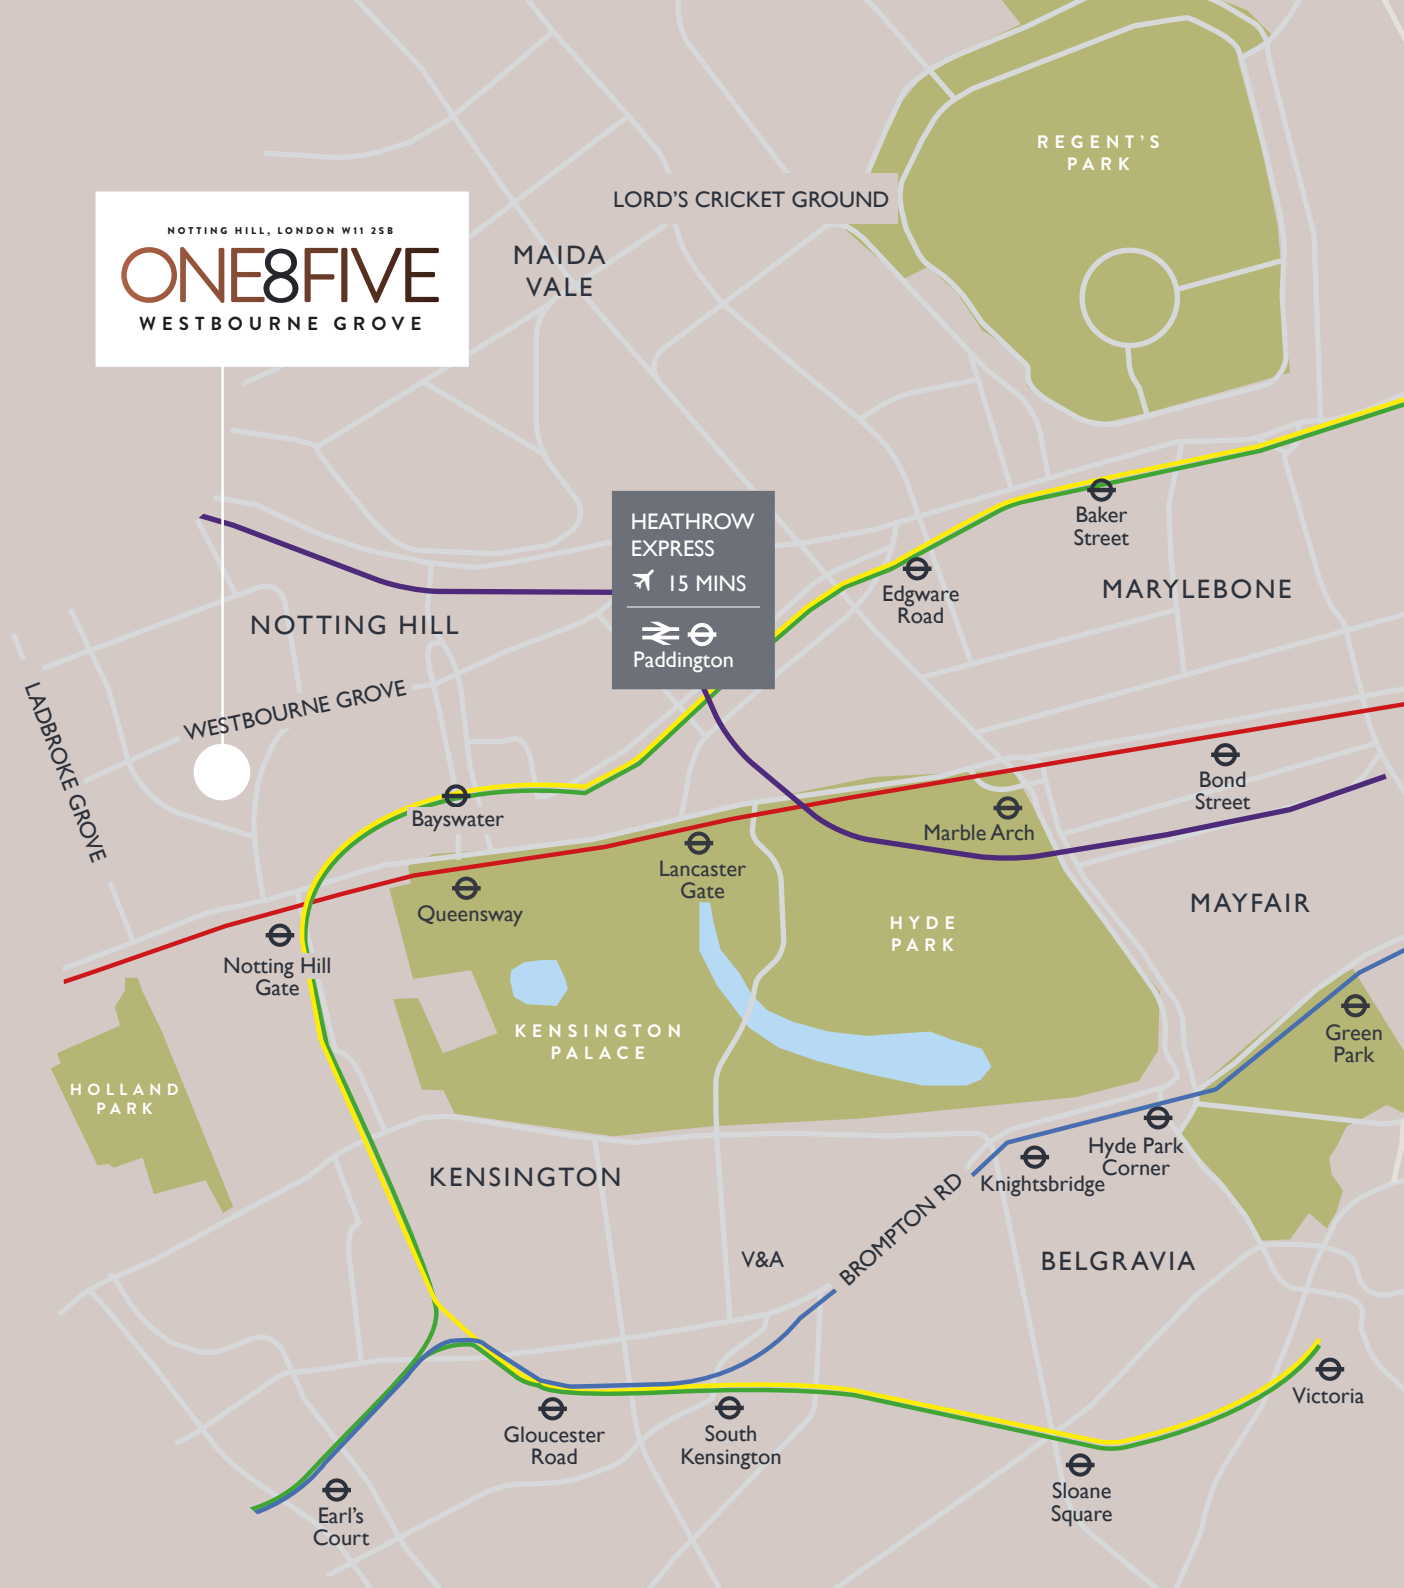 REGENT'S
PARK
LORD'S CRICKET GROUND
NOTTING HILL, LONDON W11 2SB
ONE8FIVE
WESTBOURNE GROVE
MAIDA
VALE
HEATHROW
EXPRESS
15 MINS
Paddington
Baker
Street
Edgware
Road
MARYLEBONE
NOTTING HILL
WESTBOURNE GROVE
LADBROKE GROVE
Bayswater
Bond
Street
Marble Arch
Lancaster
Gate
Queensway
MAYFAIR
HYDE
PARK
Notting Hill
Gate
KENSINGTON
PALACE
Green
Park
HOLLAND
PARK
Hyde Park
Corner
Knightsbridge
KENSINGTON
BROMPTON RD
V&A
BELGRAVIA
Victoria
Gloucester
Road
South
Kensington
Sloane
Square
Earl's
Court